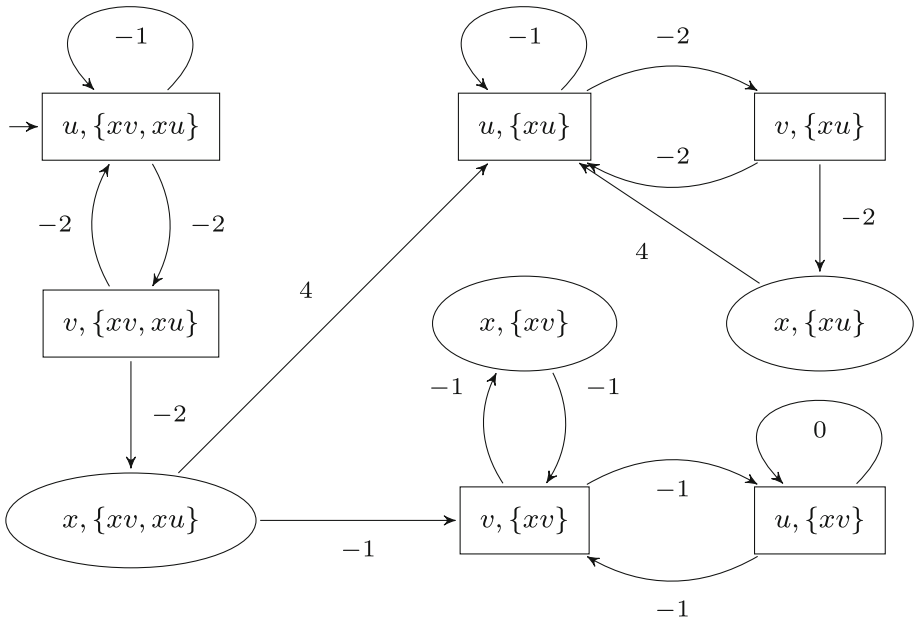 −1
−1
−2
u, {xv, xu}
u, {xu}
v, {xu}
−2
−2
−2
−2
4
4
v, {xv, xu}
x, {xv}
x, {xu}
−2
−1
−1
0
x, {xv, xu}
v, {xv}
−1
u, {xv}
−1
−1